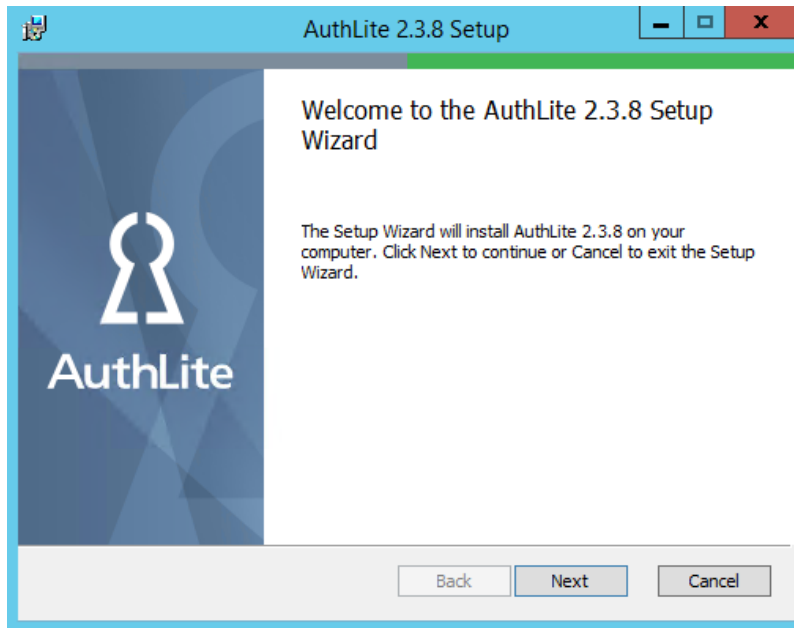 AuthLite 2.3.8 Setup
Welcome to the AuthLite 2.3.8 Setup
Wizard
The Setup Wizard will install AuthLite 2.3.8 on your
computer. Click Next to continue or Cancel to exit the Setup
Wizard.
AuthLite
Back Next Cancel